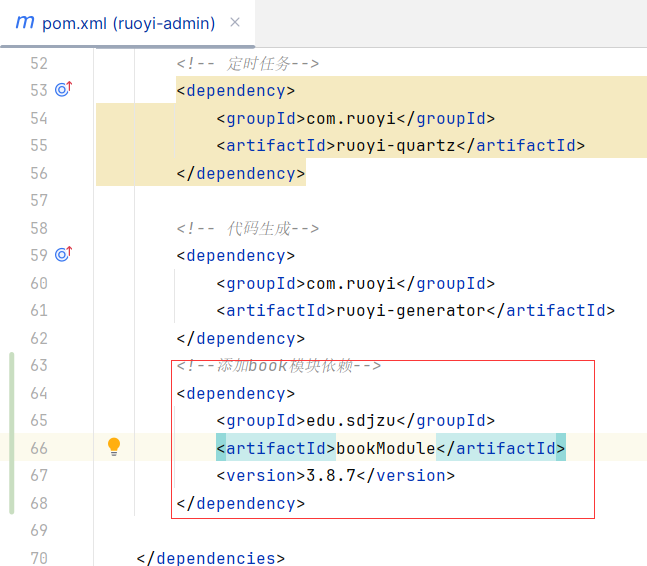 m pom.xml (ruoyi-admin) ×
52 <!-- 定时任务-->
53 <dependency>
54 <groupId>com.ruoyi</groupId>
55 <artifactId>ruoyi-quartz</artifactId>
56 </dependency>
57
58 <!-- 代码生成-->
59 <dependency>
60 <groupId>com.ruoyi</groupId>
61 <artifactId>ruoyi-generator</artifactId>
62 </dependency>
63 <!--添加book模块依赖-->
64 <dependency>
65 <groupId>edu.sdjzu</groupId>
66 <artifactId>bookModule</artifactId>
67 <version>3.8.7</version>
68 </dependency>
69
70 </dependencies>